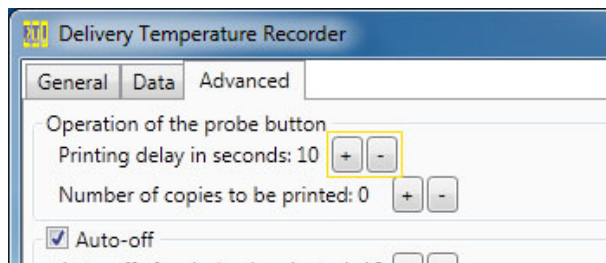 Delivery Temperature Recorder
General Data Advanced
Operation of the probe button
Printing delay in seconds: 10 + -
Number of copies to be printed: 0 + -
Auto-off